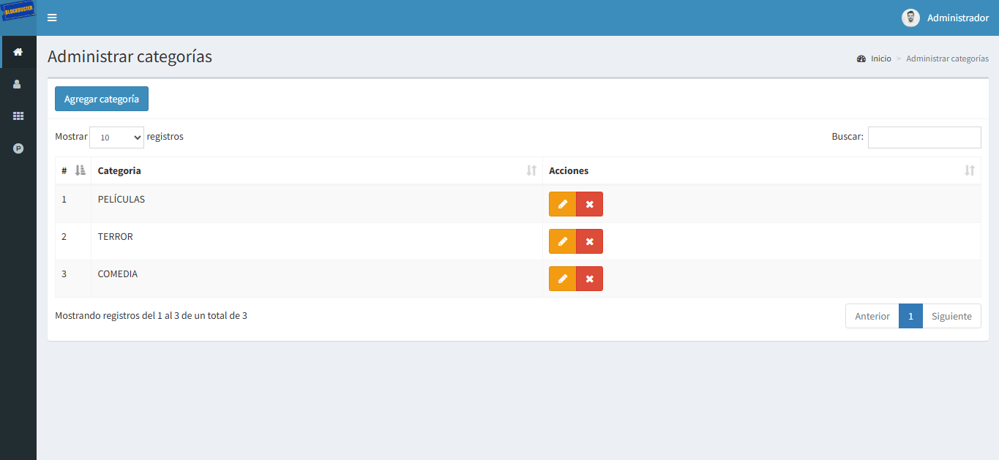 BLOCKBUSTER
Administrador
Administrar categorías
Inicio > Administrar categorías
Agregar categoría
Mostrar 10 registros
Buscar:
# Categoria Acciones
1 PELÍCULAS
2 TERROR
3 COMEDIA
Mostrando registros del 1 al 3 de un total de 3
Anterior 1 Siguiente
P